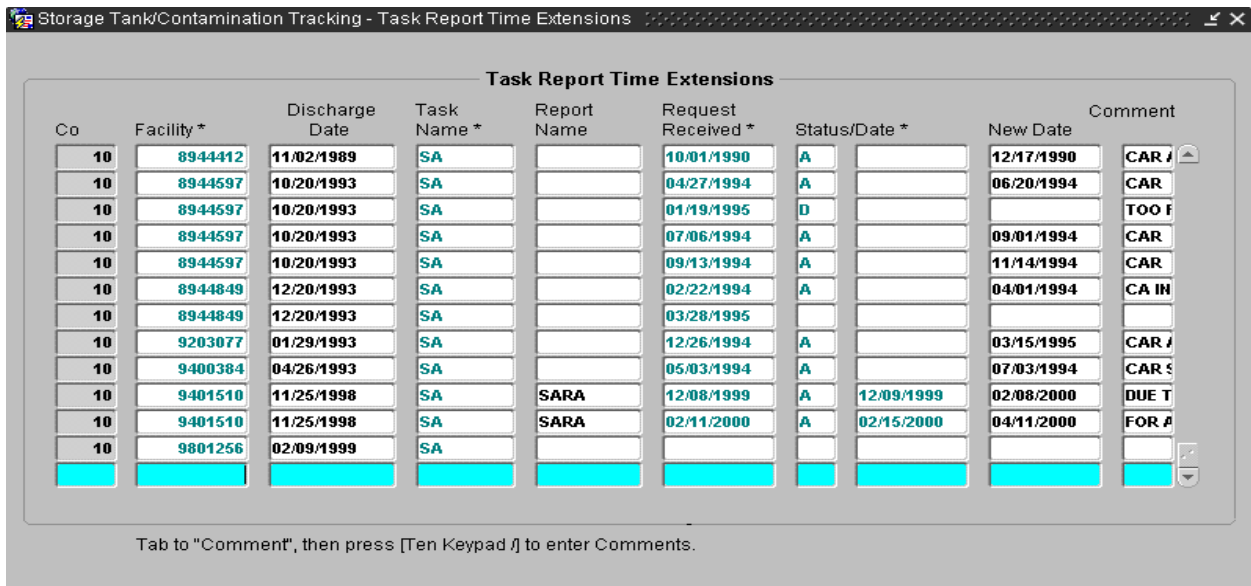 Storage Tank/Contamination Tracking - Task Report Time Extensions
Task Report Time Extensions
Co Facility * Discharge Date Task Name * Report Name Request Received * Status/Date * New Date Comment
10 8944412 11/02/1989 SA 10/01/1990 A 12/17/1990 CAR
10 8944597 10/20/1993 SA 04/27/1994 A 06/20/1994 CAR
10 8944597 10/20/1993 SA 01/19/1995 D TOO
10 8944597 10/20/1993 SA 07/06/1994 A 09/01/1994 CAR
10 8944597 10/20/1993 SA 09/13/1994 A 11/14/1994 CAR
10 8944849 12/20/1993 SA 02/22/1994 A 04/01/1994 CA IN
10 8944849 12/20/1993 SA 03/28/1995
10 9203077 01/29/1993 SA 12/26/1994 A 03/15/1995 CAR
10 9400384 04/26/1993 SA 05/03/1994 A 07/03/1994 CAR
10 9401510 11/25/1998 SA SARA 12/08/1999 A 12/09/1999 02/08/2000 DUE T
10 9401510 11/25/1998 SA SARA 02/11/2000 A 02/15/2000 04/11/2000 FOR
10 9801256 02/09/1999 SA
Tab to "Comment", then press [Ten Keypad /] to enter Comments.